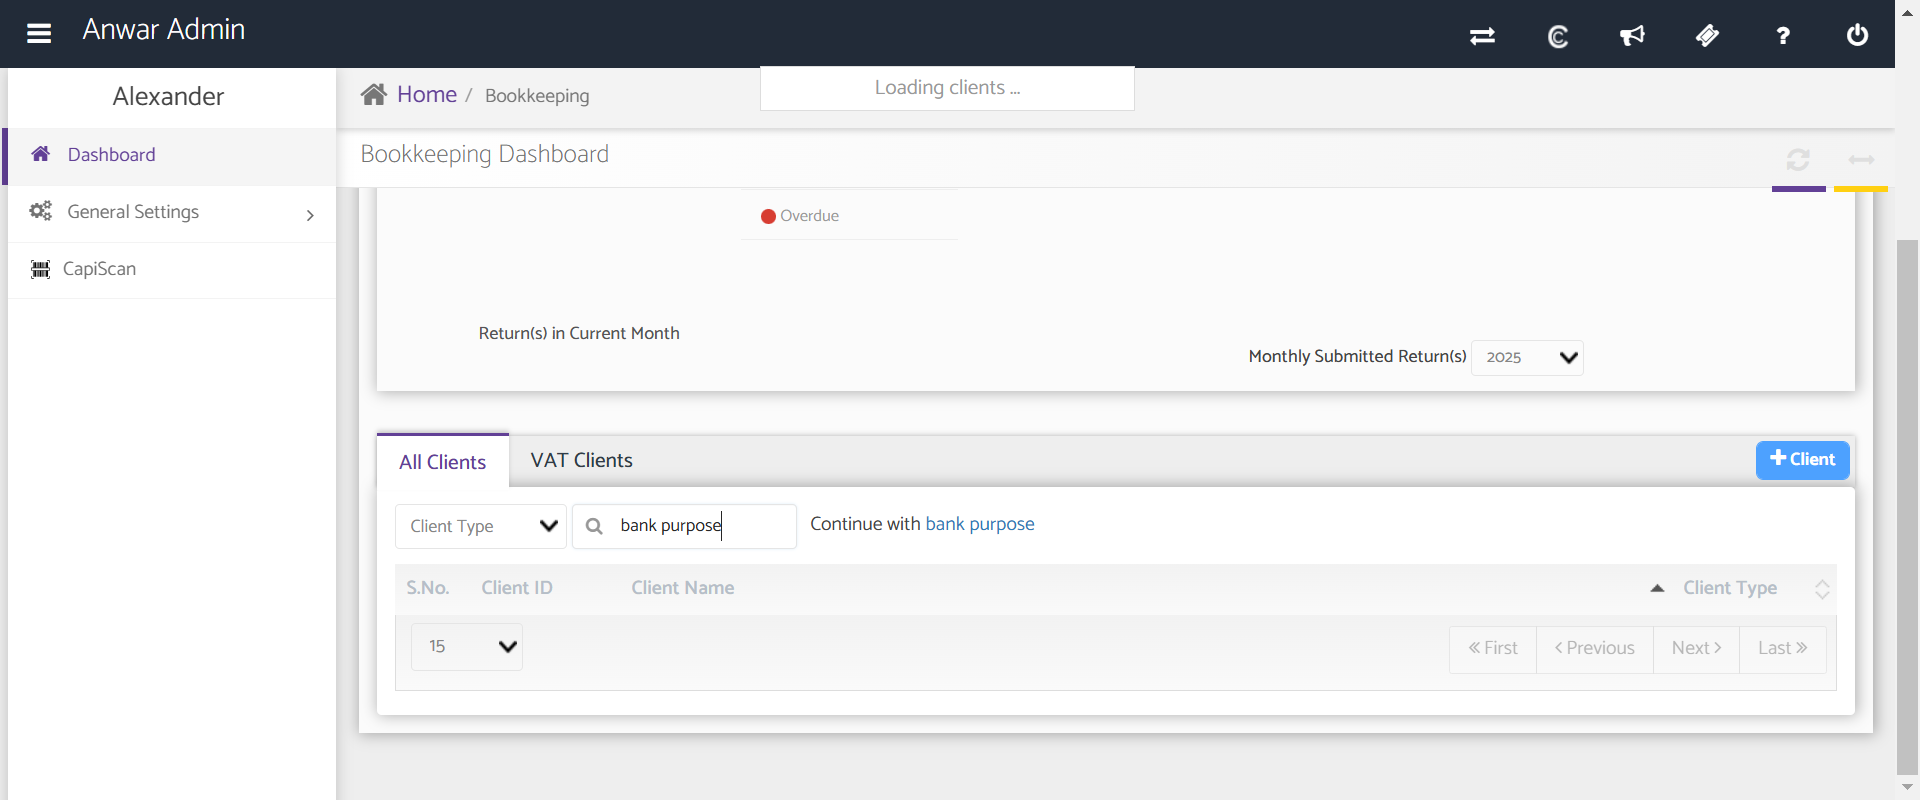 Anwar Admin
?
Alexander
Home / Bookkeeping
Loading clients ...
Dashboard
Bookkeeping Dashboard
General Settings
Overdue
CapiScan
Return(s) in Current Month
Monthly Submitted Return(s) 2025
All Clients VAT Clients
+ Client
Client Type bank purpose Continue with bank purpose
S.No. Client ID Client Name Client Type
15 « First ‹ Previous Next › Last »